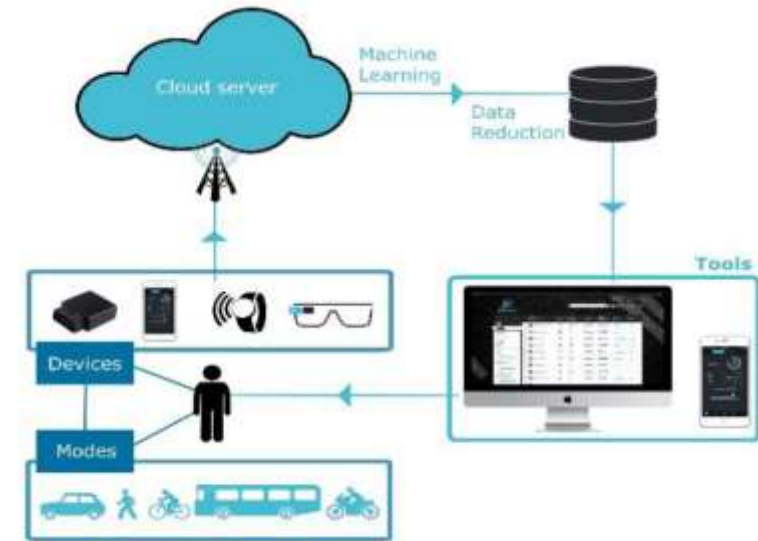 Cloud server
Machine
Learning
Data
Reduction
Tools
Devices
Modes